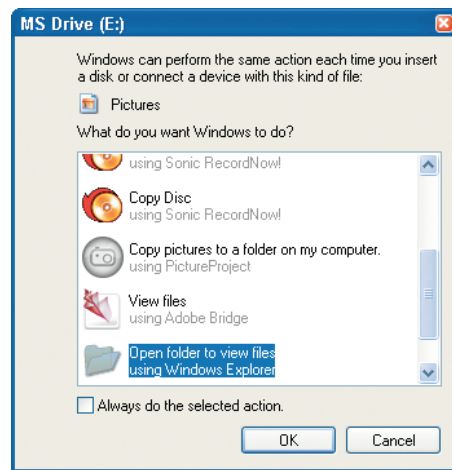 MS Drive (E:)
Windows can perform the same action each time you insert
a disk or connect a device with this kind of file:
Pictures
What do you want Windows to do?
using Sonic RecordNow!
Copy Disc
using Sonic RecordNow!
Copy pictures to a folder on my computer.
using PictureProject
View files
using Adobe Bridge
Open folder to view files
using Windows Explorer
Always do the selected action.
OK
Cancel